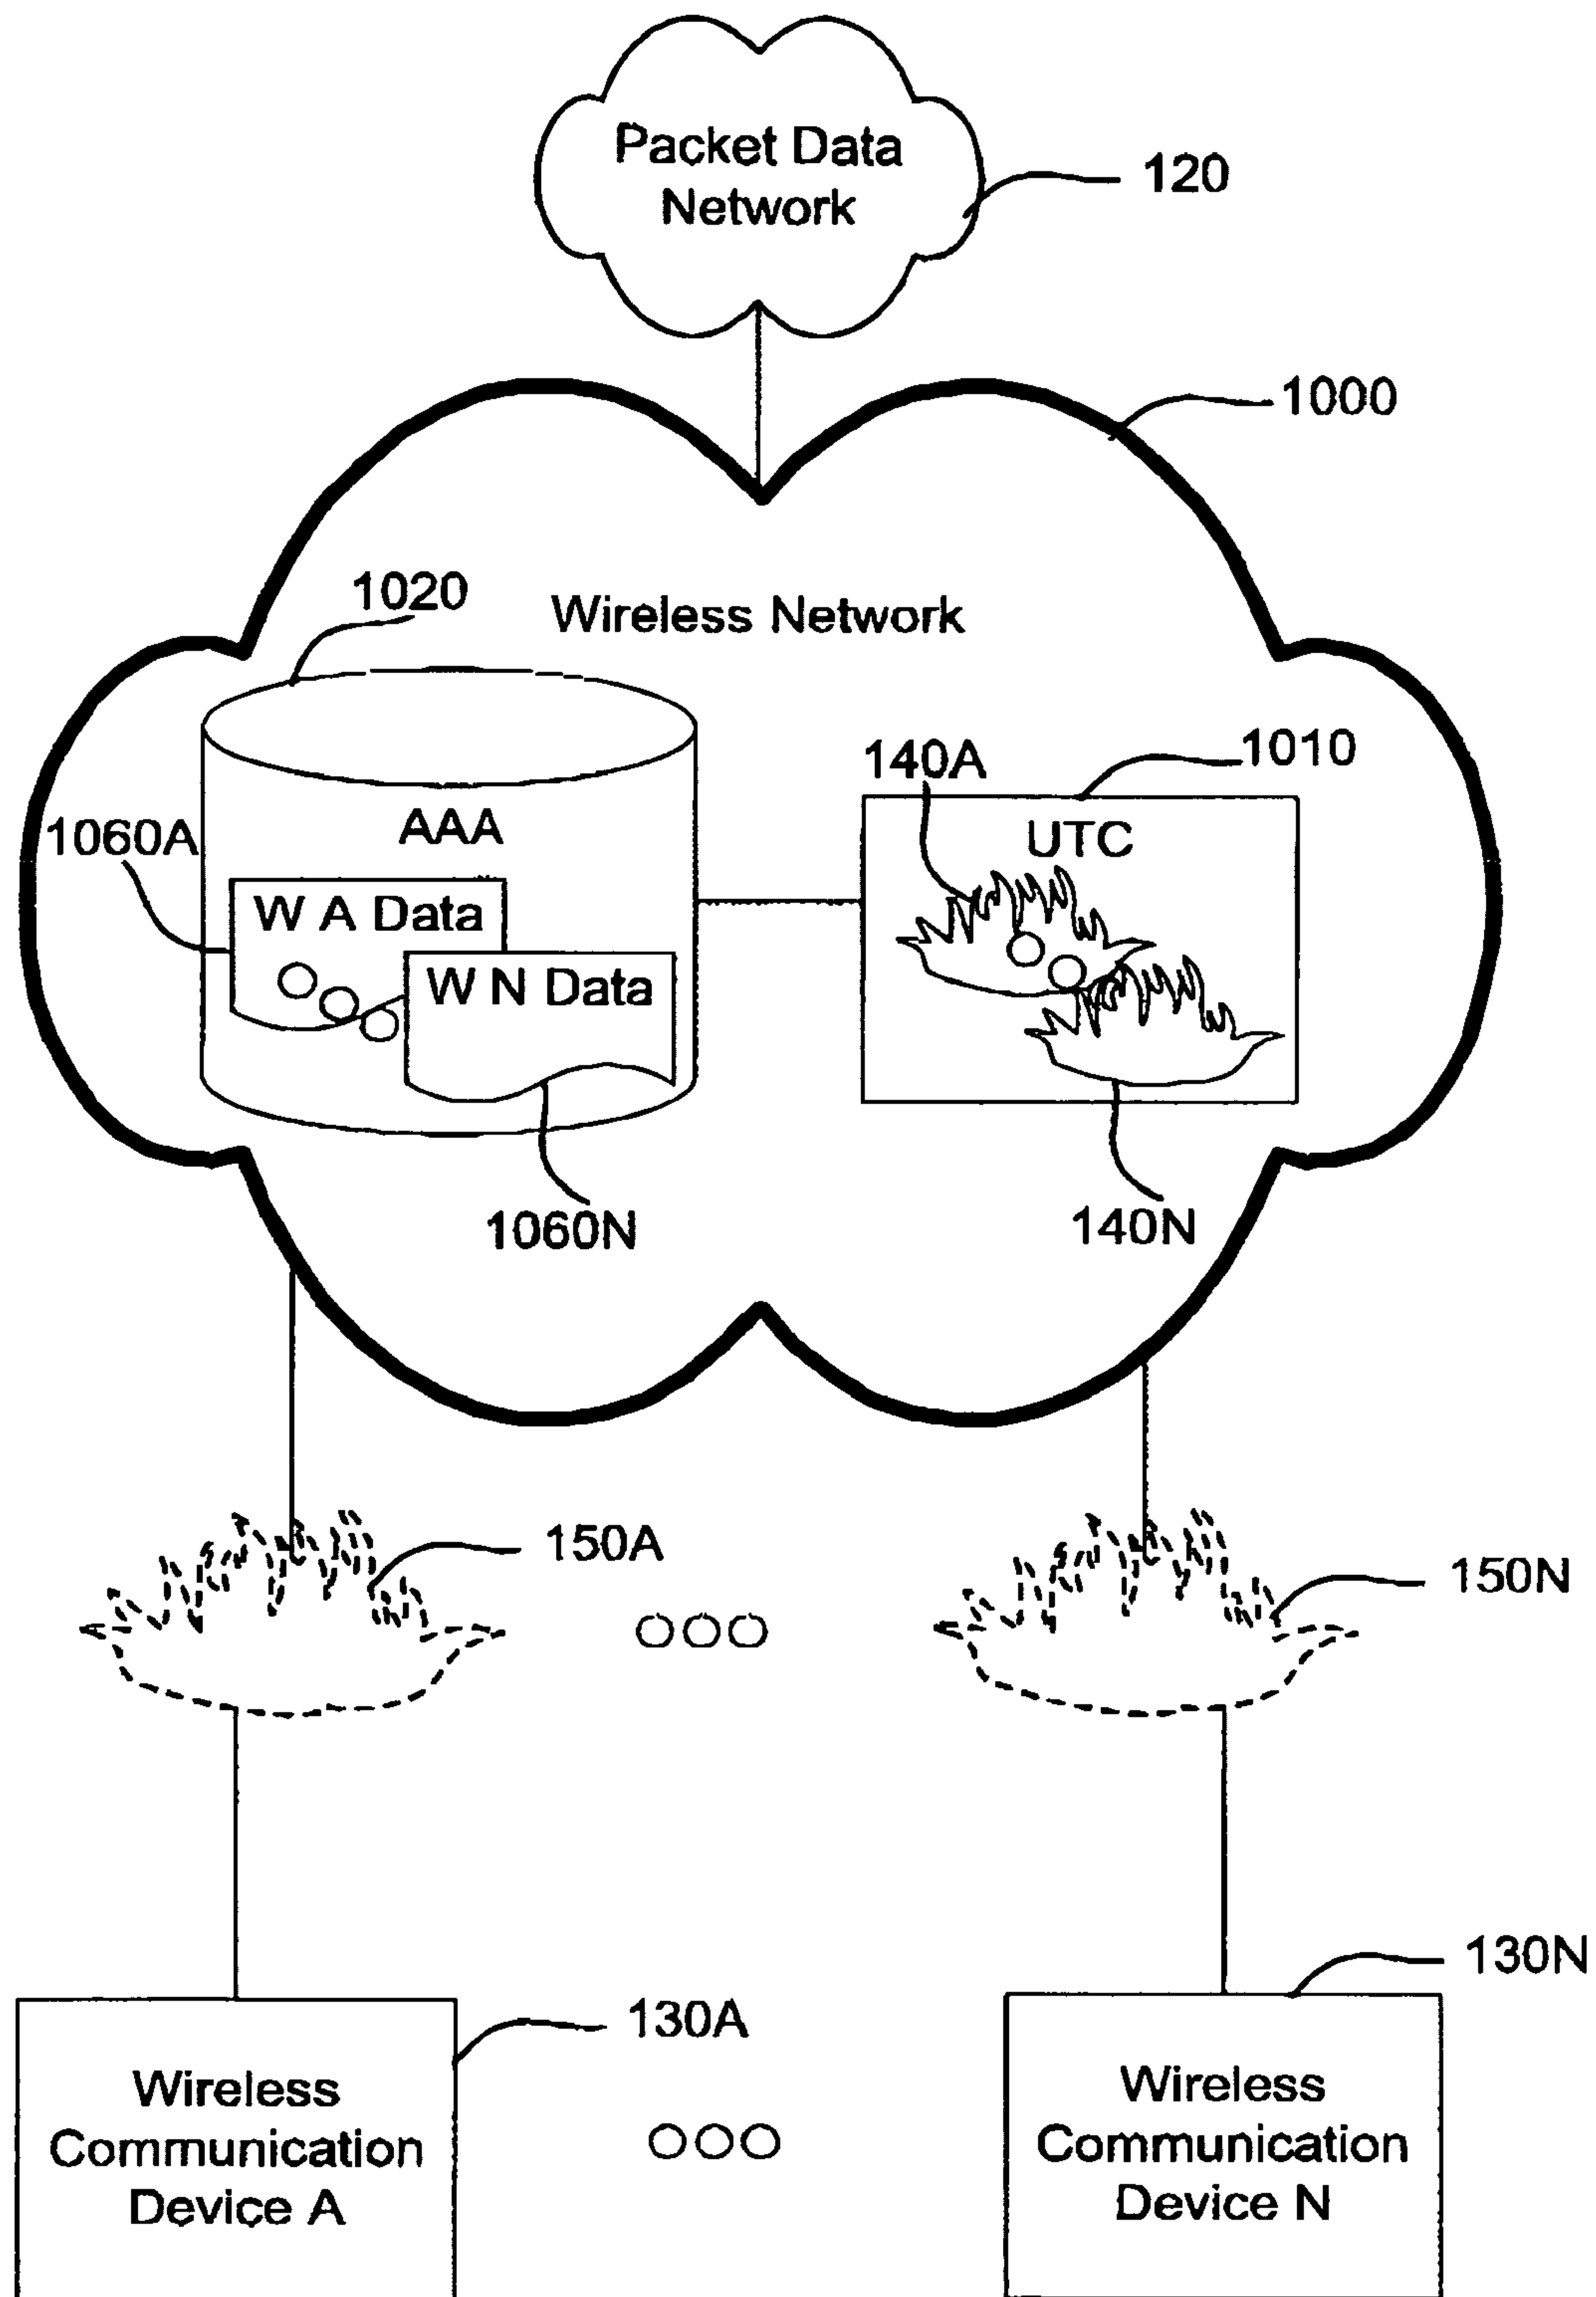 Packet Data
Network
120
1000
1020
Wireless Network
140A
1010
1060A
AAA
UTC
W A Data
W N Data
1060N
140N
150A
150N
130N
130A
Wireless
Communication
Device A
Wireless
Communication
Device N